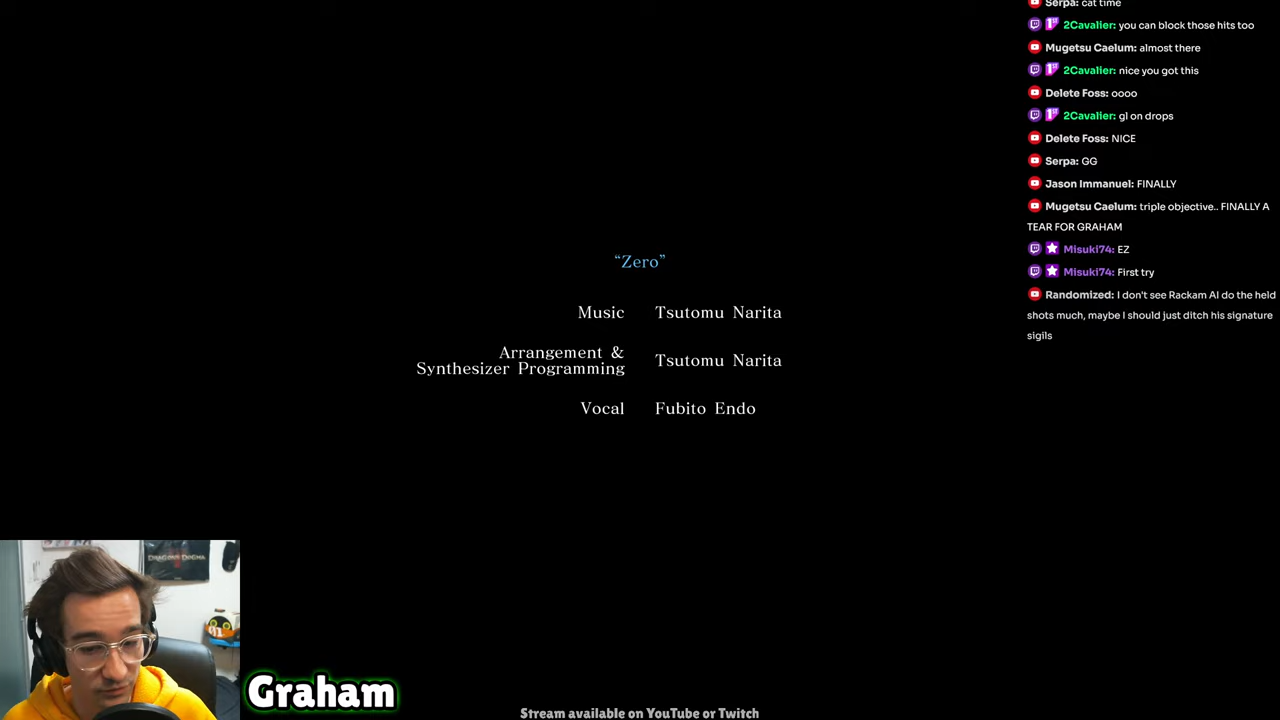 “Zero”
Music Tsutomu Narita
Arrangement &
Synthesizer Programming Tsutomu Narita
Vocal Fubito Endo
Serpa: cat time
2Cavalier: you can block those hits too
Mugetsu Caelum: almost there
2Cavalier: nice you got this
Delete Foss: oooo
2Cavalier: gl on drops
Delete Foss: NICE
Serpa: GG
Jason Immanuel: FINALLY
Mugetsu Caelum: triple objective.. FINALLY A
TEAR FOR GRAHAM
Misuki74: EZ
Misuki74: First try
Randomized: I don't see Rackam AI do the held
shots much, maybe I should just ditch his signature
sigils
DRAGON'S DOGMA
Graham
Stream available on YouTube or Twitch